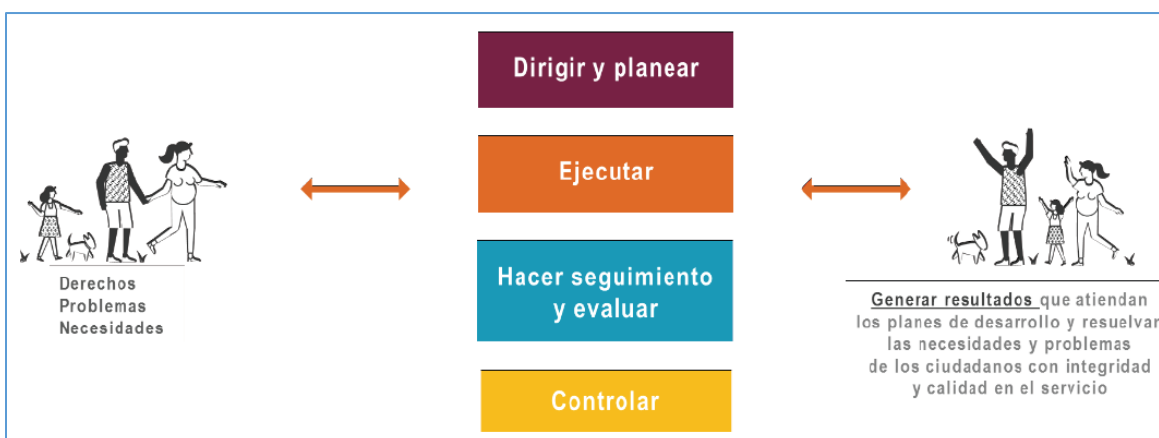 Derechos
Problemas
Necesidades
Dirigir y planear
Ejecutar
Hacer seguimiento
y evaluar
Controlar
Generar resultados que atiendan
los planes de desarrollo y resuelvar
las necesidades y problemas
de los ciudadanos con integridad
y calidad en el servicio